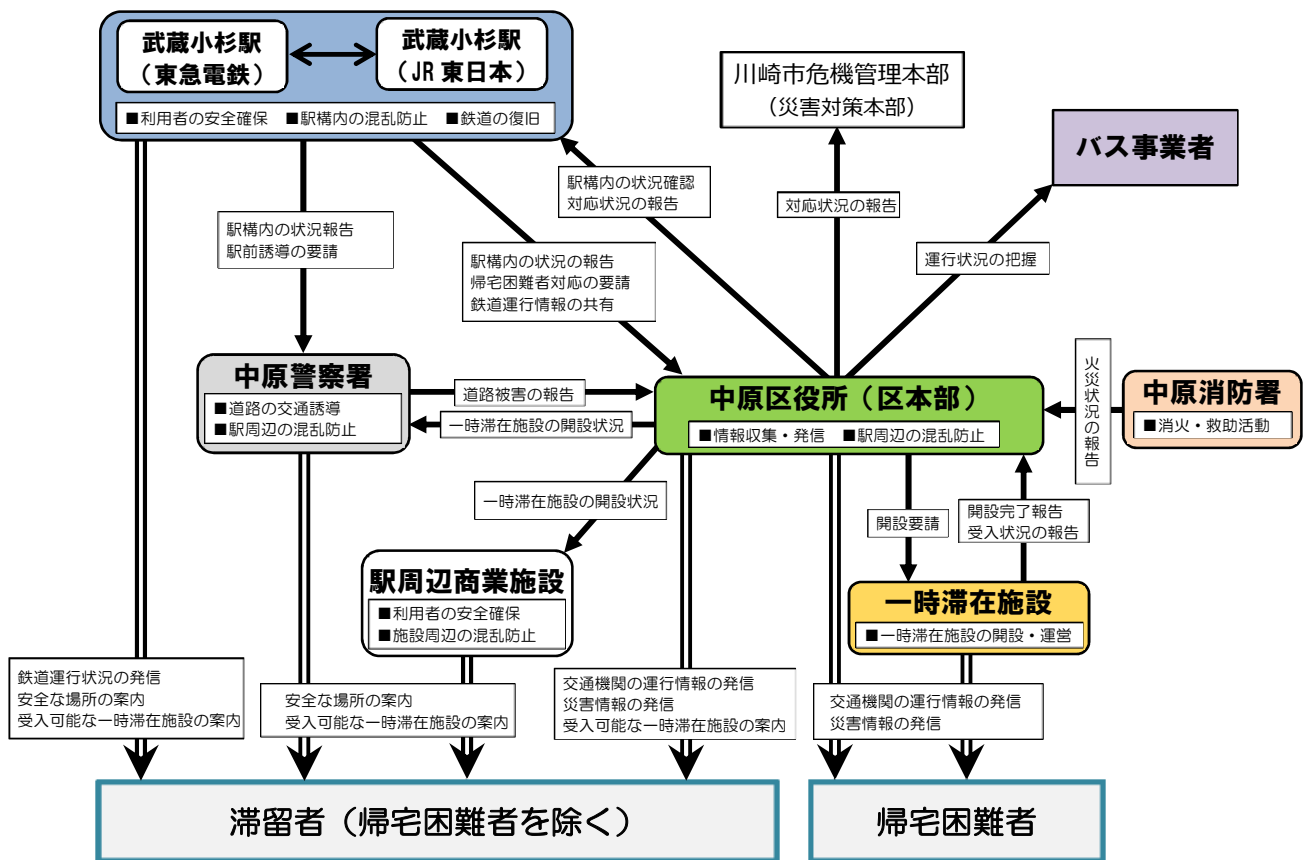 武蔵小杉駅
（東急電鉄）
武蔵小杉駅
（JR 東日本）
■利用者の安全確保 ■駅構内の混乱防止 ■鉄道の復旧
川崎市危機管理本部
（災害対策本部）
バス事業者
駅構内の状況確認
対応状況の報告
対応状況の報告
運行状況の把握
駅構内の状況報告
駅前誘導の要請
駅構内の状況の報告
帰宅困難者対応の要請
鉄道運行情報の共有
中原警察署
■道路の交通誘導
■駅周辺の混乱防止
道路被害の報告
一時滞在施設の開設状況
中原区役所（区本部）
■情報収集・発信 ■駅周辺の混乱防止
火災状況の報告
中原消防署
■消火・救助活動
一時滞在施設の開設状況
開設要請
開設完了報告
受入状況の報告
駅周辺商業施設
■利用者の安全確保
■施設周辺の混乱防止
一時滞在施設
■一時滞在施設の開設・運営
鉄道運行状況の発信
安全な場所の案内
受入可能な一時滞在施設の案内
安全な場所の案内
受入可能な一時滞在施設の案内
交通機関の運行情報の発信
災害情報の発信
受入可能な一時滞在施設の案内
交通機関の運行情報の発信
災害情報の発信
滞留者（帰宅困難者を除く）
帰宅困難者